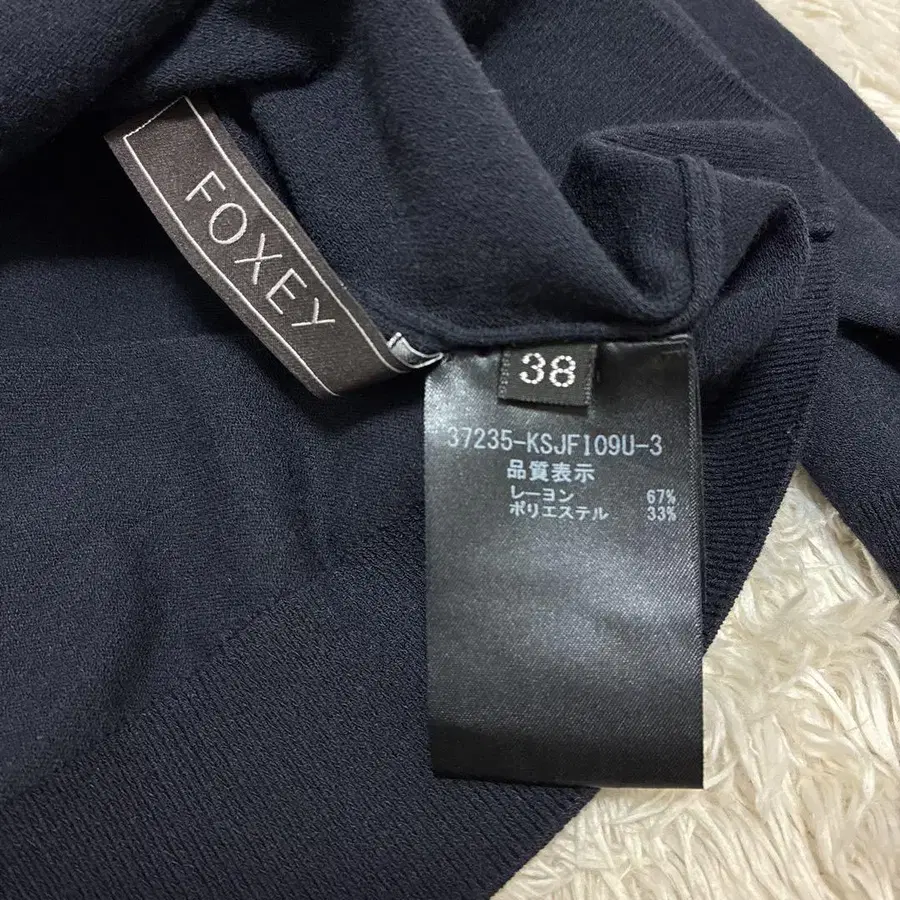 FOXEY
38
37235-KSJF109U-3
品質表示
レーヨン 67%
ポリエステル 33%